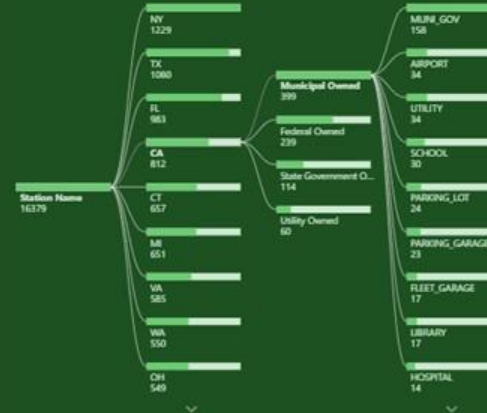 Station Name
16379
NY
1229
TX
1080
FL
983
CA
812
CT
657
MI
651
VA
585
WA
550
OH
549
Municipal Owned
399
Federal Owned
239
State Government O...
114
Utility Owned
60
MUNI_GOV
158
AIRPORT
34
UTILITY
34
SCHOOL
30
PARKING_LOT
24
PARKING_GARAGE
23
FLEET_GARAGE
17
LIBRARY
17
HOSPITAL
14